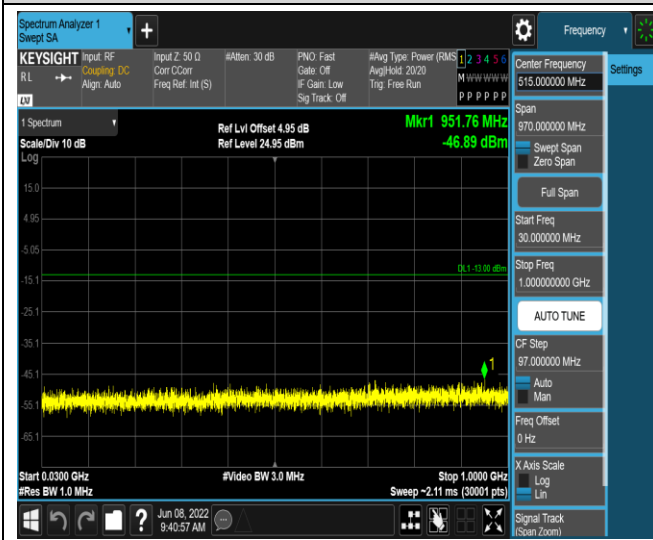 Spectrum Analyzer 1
Swept SA
+
Frequency
KEYSIGHT
RL
LXI
Input: RF
Coupling: DC
Align: Auto
Input Z: 50 Ω
Corr CCorr
Freq Ref: Int (S)
#Atten: 30 dB
PNO: Fast
Gate: Off
IF Gain: Low
Sig Track: Off
#Avg Type: Power (RMS
Avg|Hold: 20/20
Trig: Free Run
1 2 3 4 5 6
M W W W W W
P P P P P P
1 Spectrum
Scale/Div 10 dB
Log
Ref Lvl Offset 4.95 dB
Ref Level 24.95 dBm
Mkr1 951.76 MHz
-46.89 dBm
15.0
4.95
-5.05
DL1 -13.00 dBm
-15.1
-25.1
-35.1
1
-45.1
-55.1
-65.1
Start 0.0300 GHz
#Res BW 1.0 MHz
#Video BW 3.0 MHz
Stop 1.0000 GHz
Sweep ~2.11 ms (30001 pts)
?
Jun 08, 2022
9:40:57 AM
Center Frequency
515.000000 MHz
Settings
Span
970.000000 MHz
Swept Span
Zero Span
Full Span
Start Freq
30.000000 MHz
Stop Freq
1.000000000 GHz
AUTO TUNE
CF Step
97.000000 MHz
Auto
Man
Freq Offset
0 Hz
X Axis Scale
Log
Lin
Signal Track
(Span Zoom)